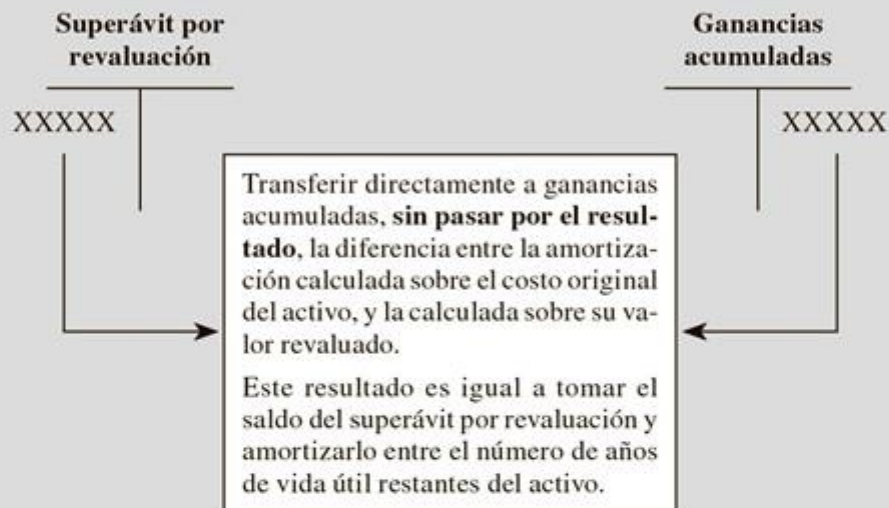 Superávit por
revaluación
Ganancias
acumuladas
XXXXX
XXXXX
Transferir directamente a ganancias
acumuladas, sin pasar por el resul-
tado, la diferencia entre la amortiza-
ción calculada sobre el costo original
del activo, y la calculada sobre su va-
lor revaluado.
Este resultado es igual a tomar el
saldo del superávit por revaluación y
amortizarlo entre el número de años
de vida útil restantes del activo.